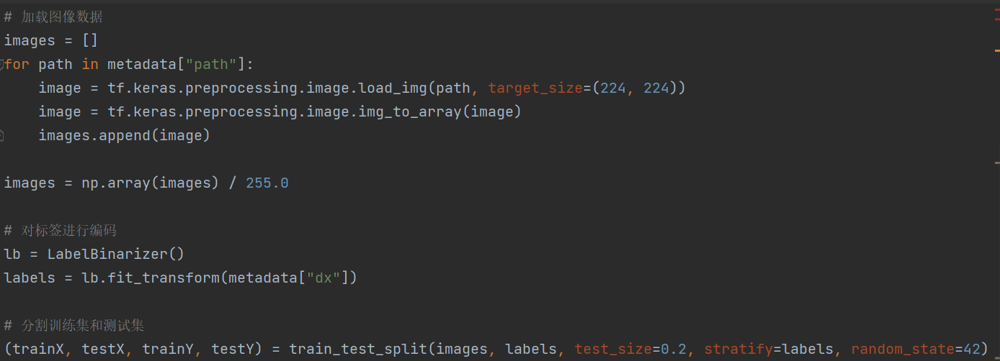 # 加载图像数据
images = []
for path in metadata["path"]:
    image = tf.keras.preprocessing.image.load_img(path, target_size=(224, 224))
    image = tf.keras.preprocessing.image.img_to_array(image)
    images.append(image)
images = np.array(images) / 255.0
# 对标签进行编码
lb = LabelBinarizer()
labels = lb.fit_transform(metadata["dx"])
# 分割训练集和测试集
(trainX, testX, trainY, testY) = train_test_split(images, labels, test_size=0.2, stratify=labels, random_state=42)